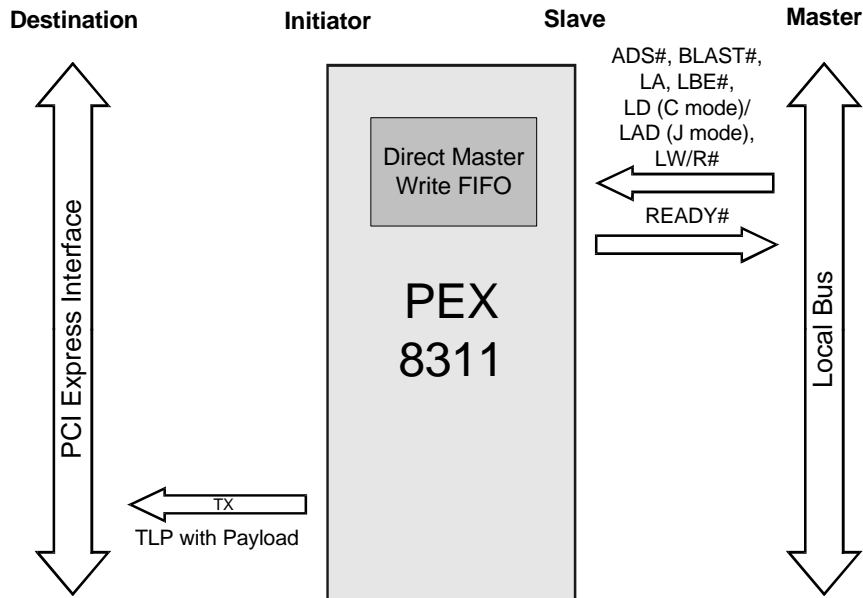 Destination
Initiator
Slave
Master
ADS#, BLAST#,
LA, LBE#,
LD (C mode)/
LAD (J mode),
LW/R#
Direct Master
Write FIFO
READY#
PEX
8311
PCI Express Interface
Local Bus
TX
TLP with Payload